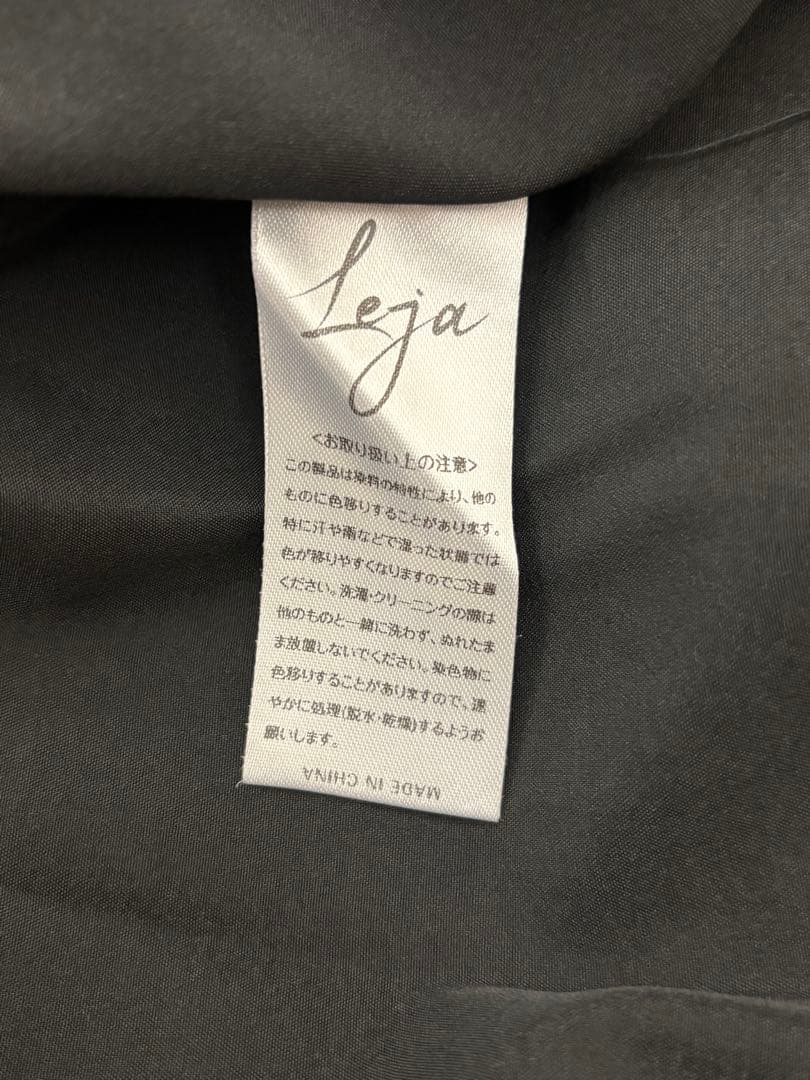 Leja
<お取り扱い上の注意>
この製品は染料の特性により、他の
ものに色移りすることがあります。
特に汗や雨などで湿った状態では
色が移りやすくなりますのでご注意
ください。洗濯・クリーニングの際は
他のものと一緒に洗わず、ぬれたま
ま放置しないでください。染色物に
色移りすることがありますので、速
やかに処理(脱水・乾燥)するようお
願いします。
MADE IN CHINA